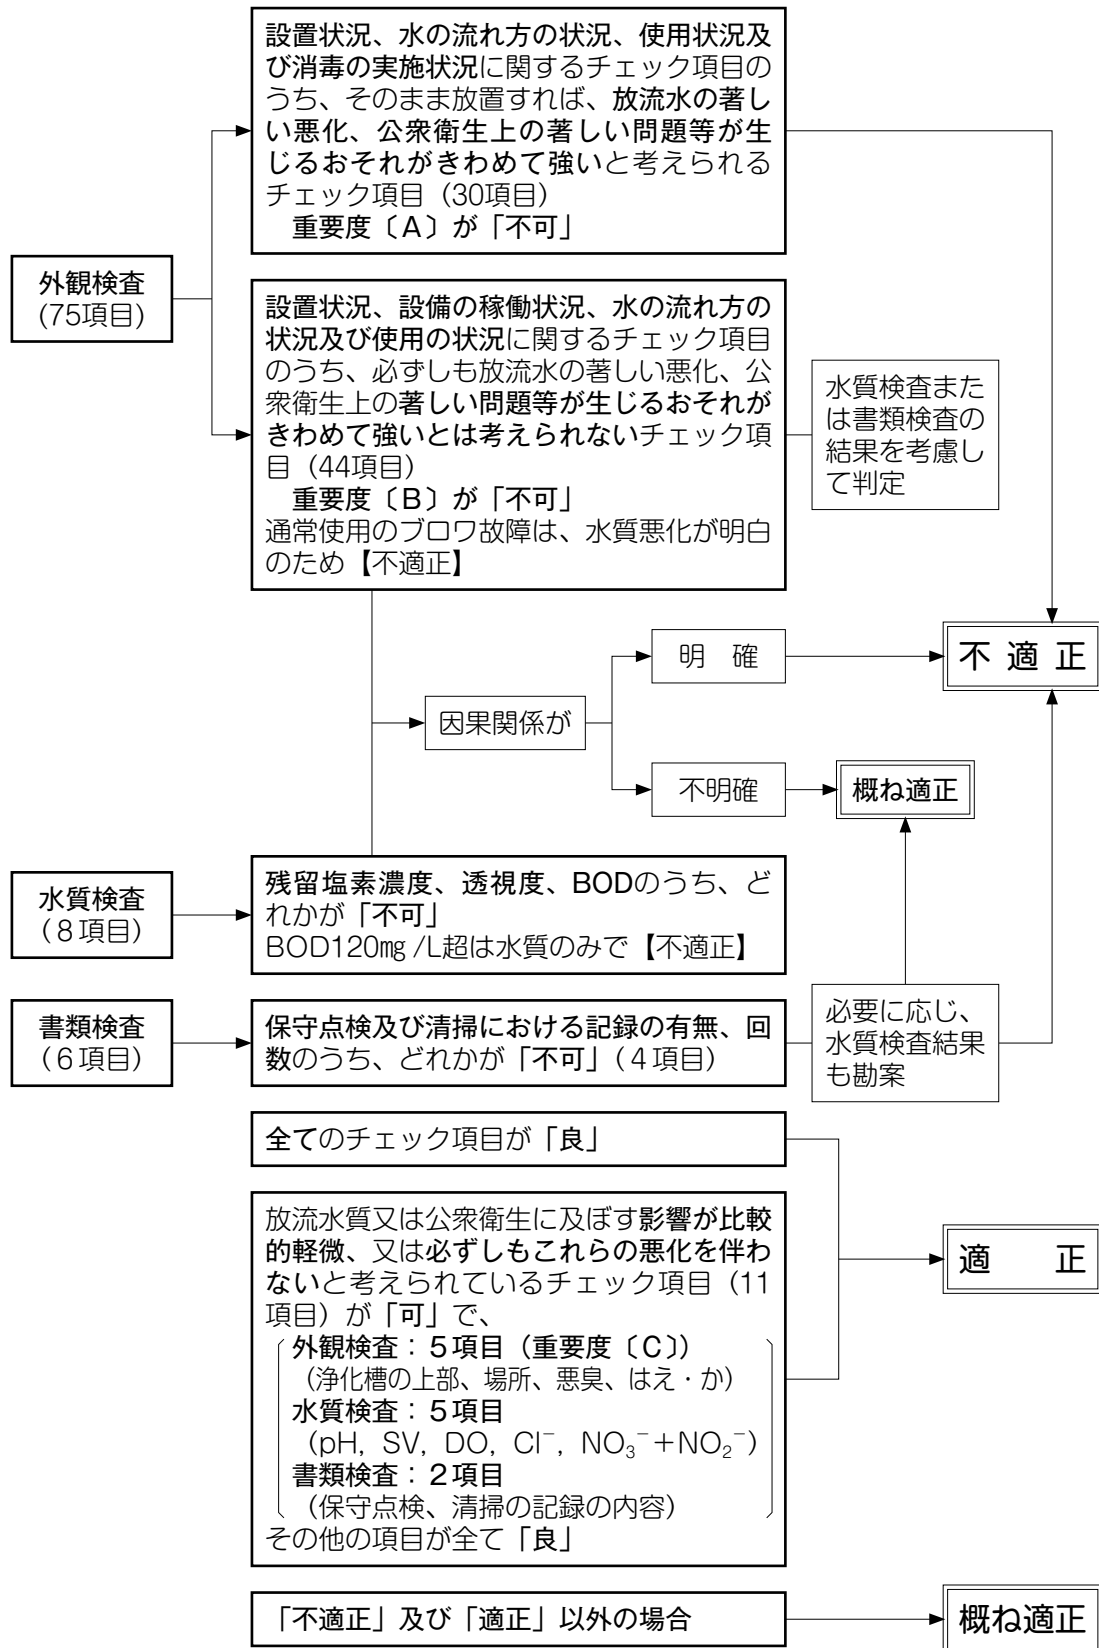 設置状況、水の流れ方の状況、使用状況及
び消毒の実施状況に関するチェック項目の
うち、そのまま放置すれば、放流水の著し
い悪化、公衆衛生上の著しい問題等が生
じるおそれがきわめて強いと考えられる
チェック項目（30項目）
重要度〔A〕が「不可」
外観検査
(75項目)
設置状況、設備の稼働状況、水の流れ方の
状況及び使用の状況に関するチェック項目
のうち、必ずしも放流水の著しい悪化、公
衆衛生上の著しい問題等が生じるおそれが
きわめて強いとは考えられないチェック項
目（44項目）
重要度〔B〕が「不可」
通常使用のブロワ故障は、水質悪化が明白
のため【不適正】
水質検査また
は書類検査の
結果を考慮し
て判定
明　確
不 適 正
因果関係が
不明確
概ね適正
水質検査
(８項目)
残留塩素濃度、透視度、BODのうち、ど
れかが「不可」
BOD120㎎/L超は水質のみで【不適正】
書類検査
(６項目)
保守点検及び清掃における記録の有無、回
数のうち、どれかが「不可」(４項目)
必要に応じ、
水質検査結果
も勘案
全てのチェック項目が「良」
放流水質又は公衆衛生に及ぼす影響が比較
的軽微、又は必ずしもこれらの悪化を伴わ
ないと考えられているチェック項目（11
項目）が「可」で、
外観検査：５項目（重要度〔C〕）
（浄化槽の上部、場所、悪臭、はえ・か）
水質検査：５項目
（pH, SV, DO, Cl⁻, NO₃⁻＋NO₂⁻）
書類検査：２項目
（保守点検、清掃の記録の内容）
その他の項目が全て「良」
適　正
「不適正」及び「適正」以外の場合
概ね適正